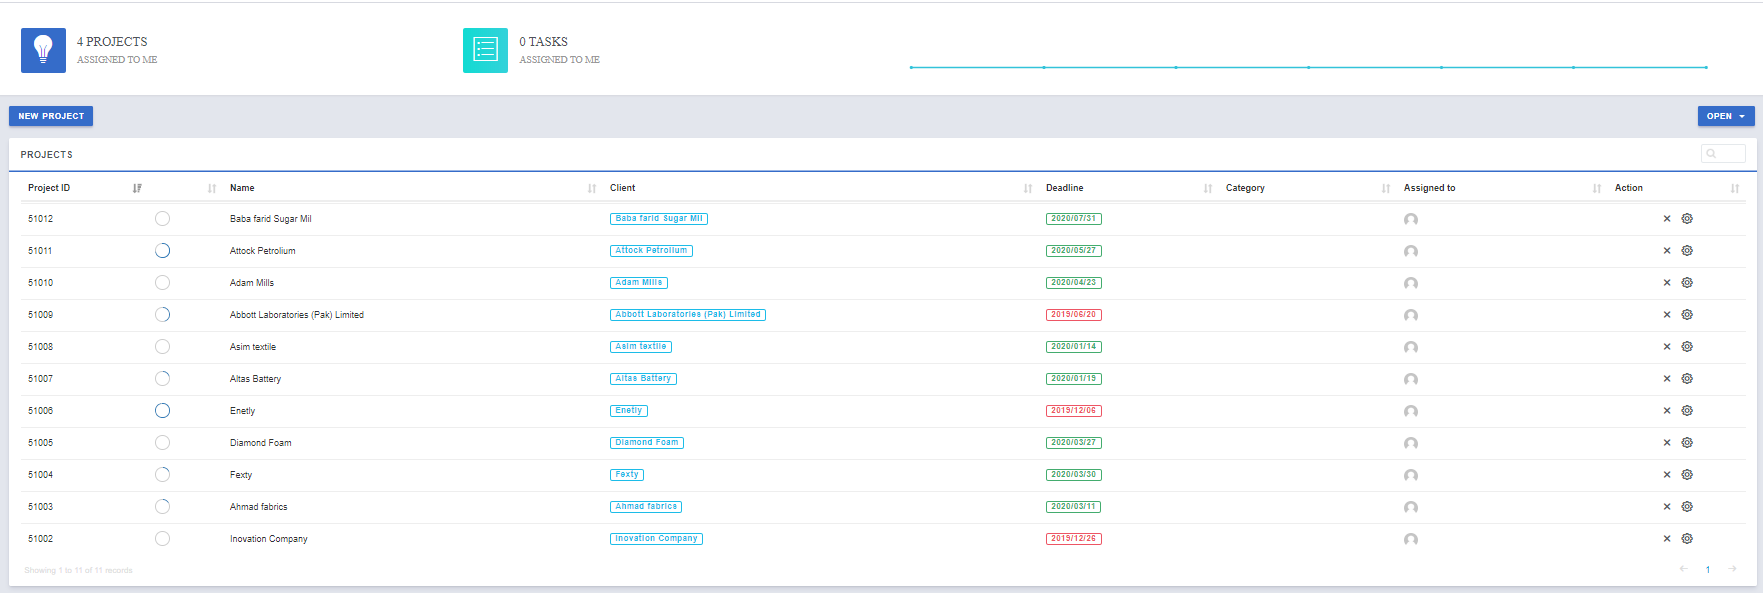 4 PROJECTS
ASSIGNED TO ME
0 TASKS
ASSIGNED TO ME
NEW PROJECT
OPEN
PROJECTS
Project ID Name Client Deadline Category Assigned to Action
51012 Baba farid Sugar Mil Baba farid Sugar Mil 2020/07/31
51011 Attock Petrolium Attock Petrolium 2020/05/27
51010 Adam Mills Adam Mills 2020/04/23
51009 Abbott Laboratories (Pak) Limited Abbott Laboratories (Pak) Limited 2019/06/20
51008 Asim textile Asim textile 2020/01/14
51007 Altas Battery Altas Battery 2020/01/19
51006 Enetly Enetly 2019/12/06
51005 Diamond Foam Diamond Foam 2020/03/27
51004 Fexty Fexty 2020/03/30
51003 Ahmad fabrics Ahmad fabrics 2020/03/11
51002 Inovation Company Inovation Company 2019/12/26
Showing 1 to 11 of 11 records
← 1 →